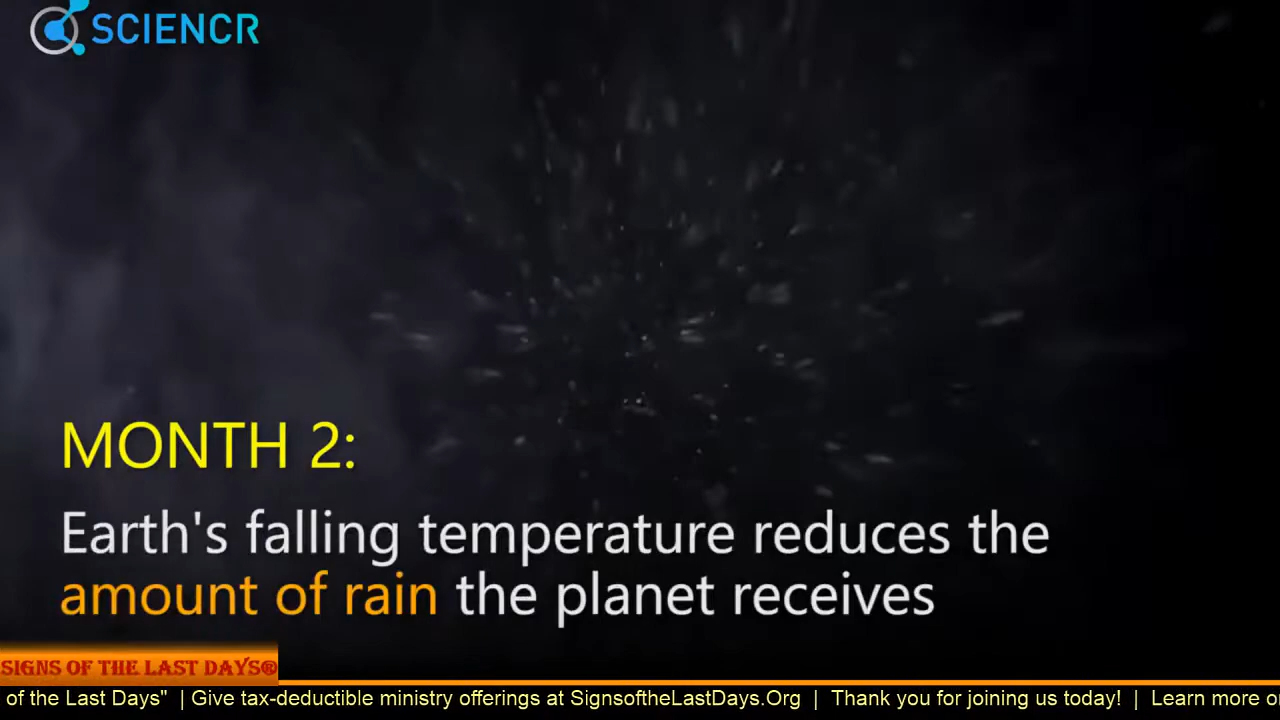 SCIENCR
MONTH 2:
Earth's falling temperature reduces the
amount of rain the planet receives
SIGNS OF THE LAST DAYS®
of the Last Days" | Give tax-deductible ministry offerings at SignsoftheLastDays.Org | Thank you for joining us today! | Learn more